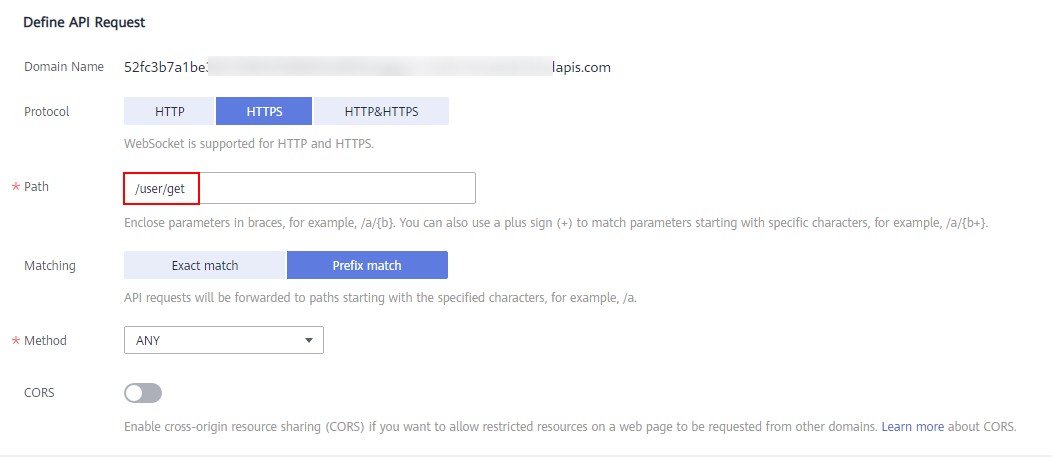 Define API Request
Domain Name 52fc3b7a1be lapis.com
Protocol HTTP HTTPS HTTP&HTTPS
WebSocket is supported for HTTP and HTTPS.
* Path /user/get
Enclose parameters in braces, for example, /a/{b}. You can also use a plus sign (+) to match parameters starting with specific characters, for example, /a/{b+}.
Matching Exact match Prefix match
API requests will be forwarded to paths starting with the specified characters, for example, /a.
* Method ANY
CORS
Enable cross-origin resource sharing (CORS) if you want to allow restricted resources on a web page to be requested from other domains. Learn more about CORS.